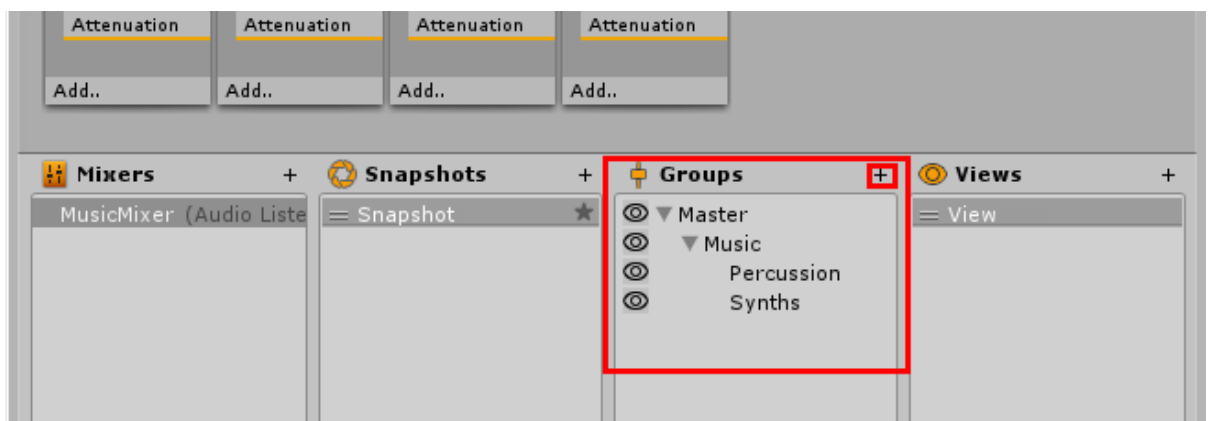 Attenuation Attenuation Attenuation Attenuation
Add.. Add.. Add.. Add..
Mixers + Snapshots + Groups + Views +
MusicMixer (Audio Liste = Snapshot Master = View
Music
Percussion
Synths